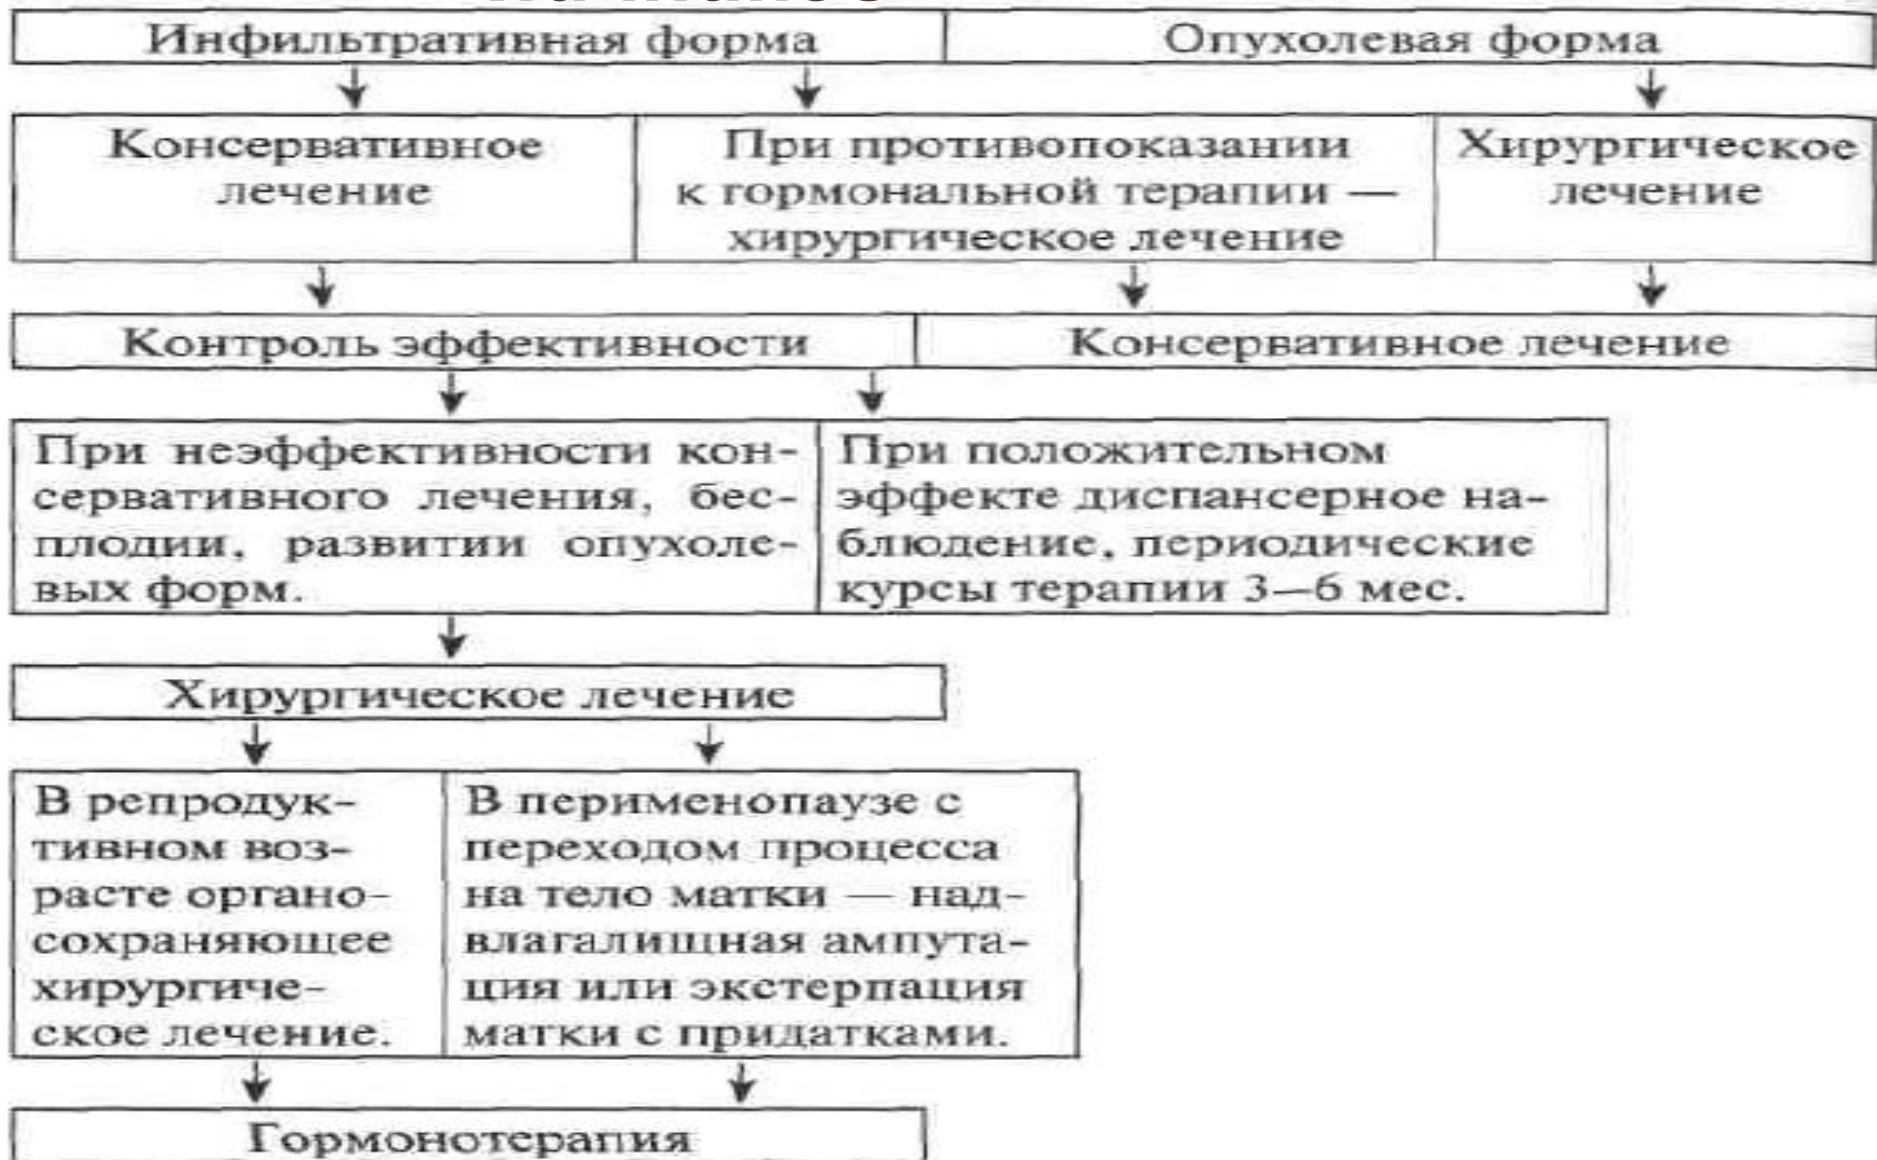 Инфильтративная форма
Опухолевая форма
Консервативное
лечение
При противопоказании
к гормональной терапии —
хирургическое лечение
Хирургическое
лечение
Контроль эффективности
Консервативное лечение
При неэффективности кон-
сервативного лечения, бес-
плодии, развитии опухоле-
вых форм.
При положительном
эффекте диспансерное на-
блюдение, периодические
курсы терапии 3—6 мес.
Хирургическое лечение
В репродук-
тивном воз-
расте органо-
сохраняющее
хирургиче-
ское лечение.
В перименопаузе с
переходом процесса
на тело матки — над-
влагалищная ампута-
ция или экстерпация
матки с придатками.
Гормонотерапия